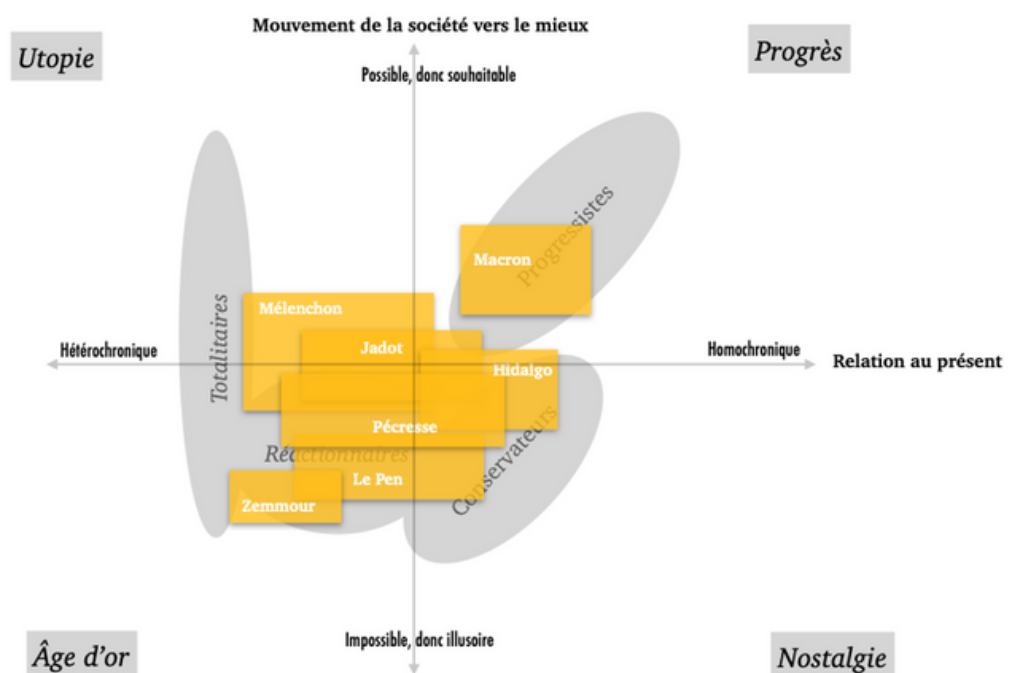 Mouvement de la société vers le mieux
Utopie
Progrès
Possible, donc souhaitable
Progressistes
Macron
Totalitaires
Mélenchon
Jadot
Hétérochronique
Homochronique
Relation au présent
Hidalgo
Pécresse
Conservateurs
Réactionnaires
Le Pen
Zemmour
Impossible, donc illusoire
Âge d'or
Nostalgie